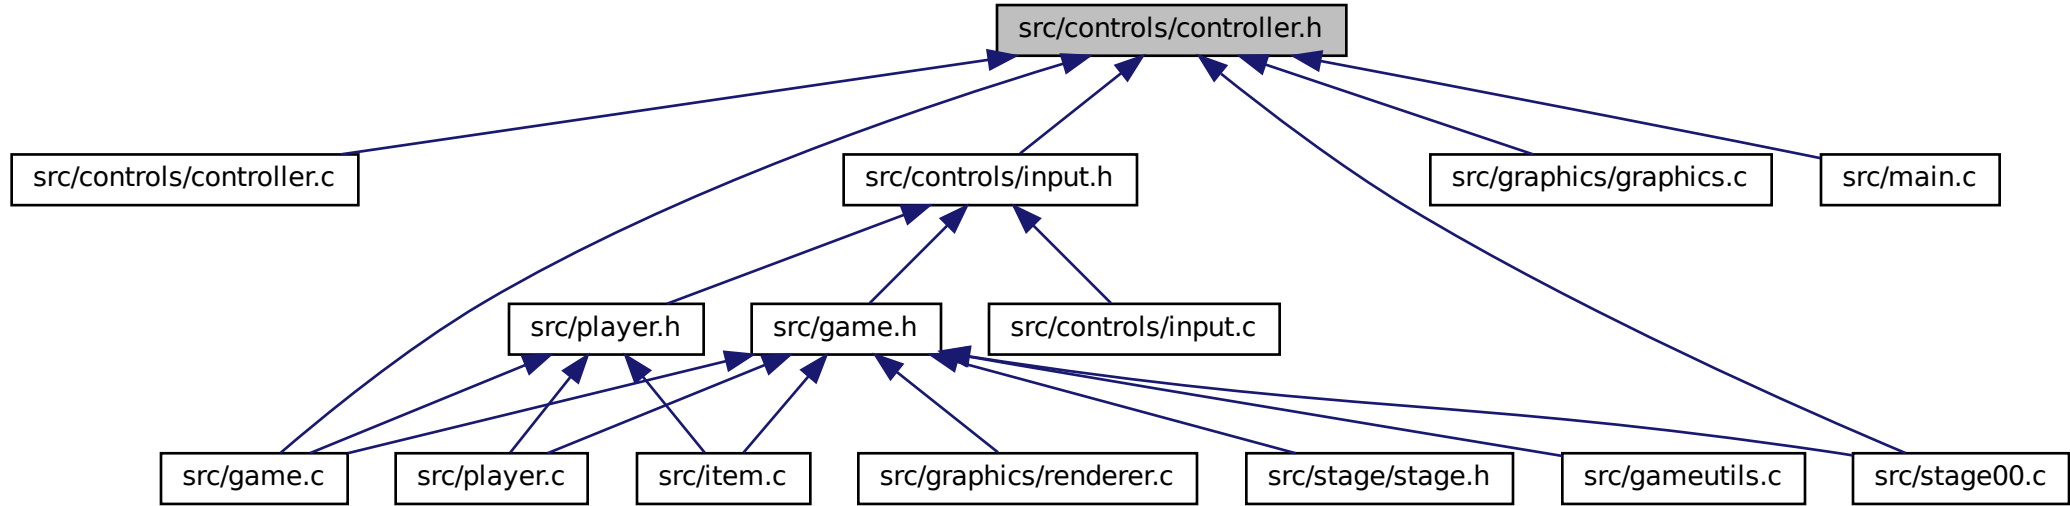 src/controls/controller.h
src/controls/controller.c
src/controls/input.h
src/graphics/graphics.c
src/main.c
src/player.h
src/game.h
src/controls/input.c
src/game.c
src/player.c
src/item.c
src/graphics/renderer.c
src/stage/stage.h
src/gameutils.c
src/stage00.c